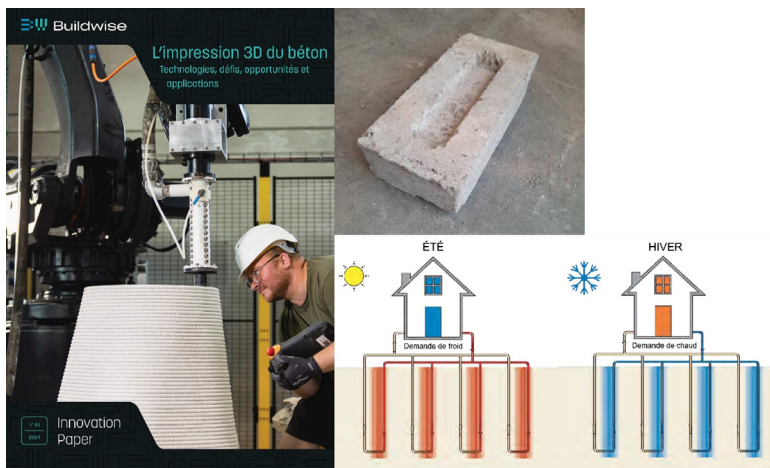 Buildwise
L'impression 3D du béton
Technologies, défis, opportunités et
applications
n° 43
2024
Innovation
Paper
ÉTÉ
Demande de froid
HIVER
Demande de chaud